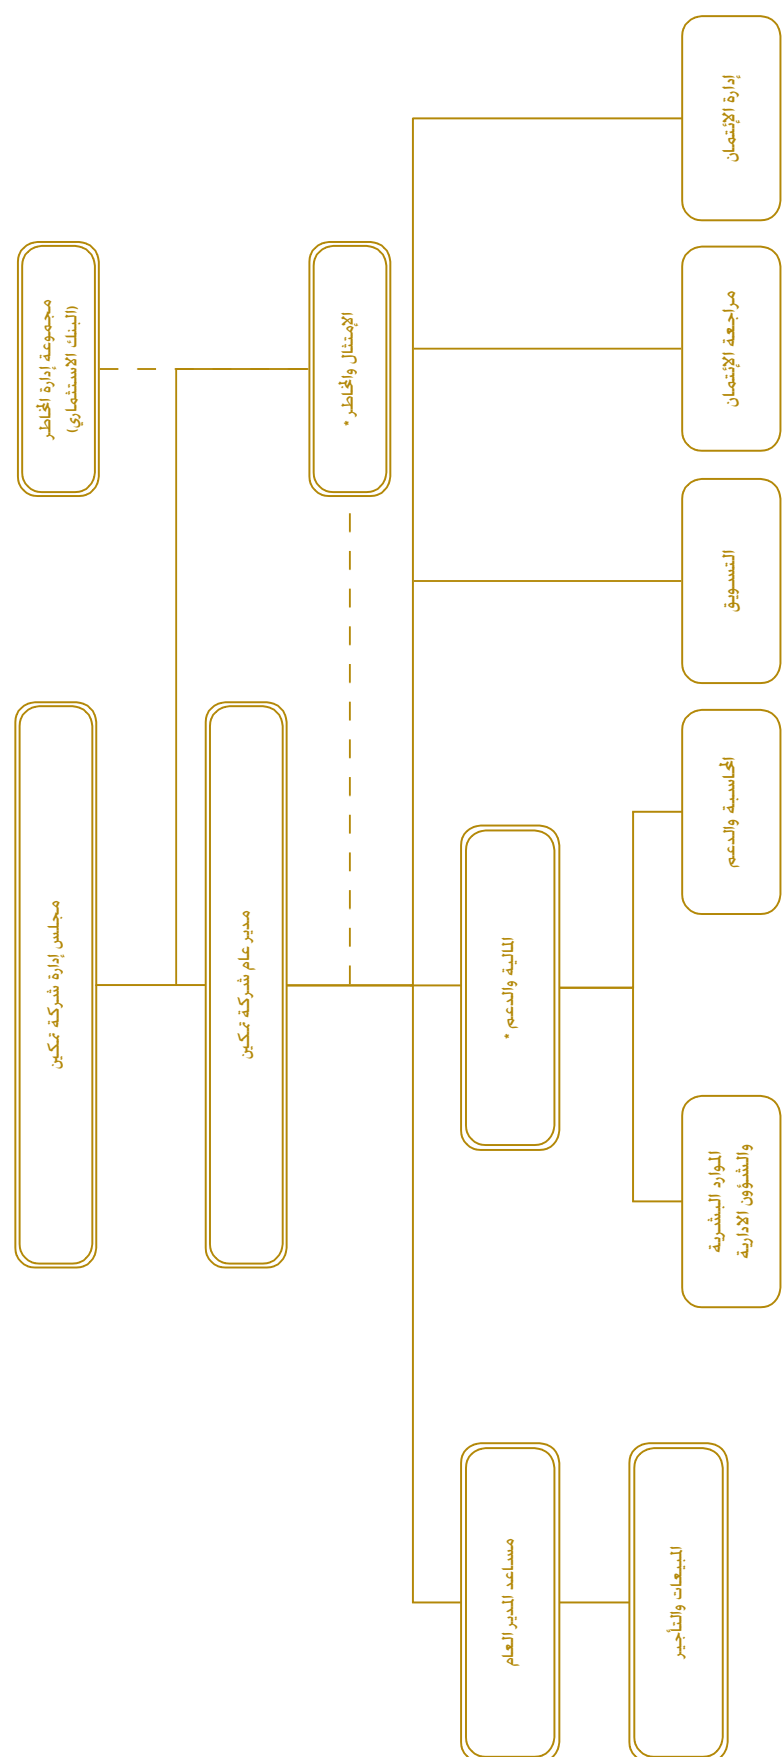 مجلس إدارة شركة تمكين
مجموعة إدارة المخاطر
(البنك الاستثماري)
مدير عام شركة تمكين
الإمتثال والمخاطر *
المالية والدعم *
مساعد المدير العام
إدارة الإئتمان
مراجعة الإئتمان
التسويق
المحاسبة والدعم
الموارد البشرية
والشؤون الادارية
المبيعات والتأجير